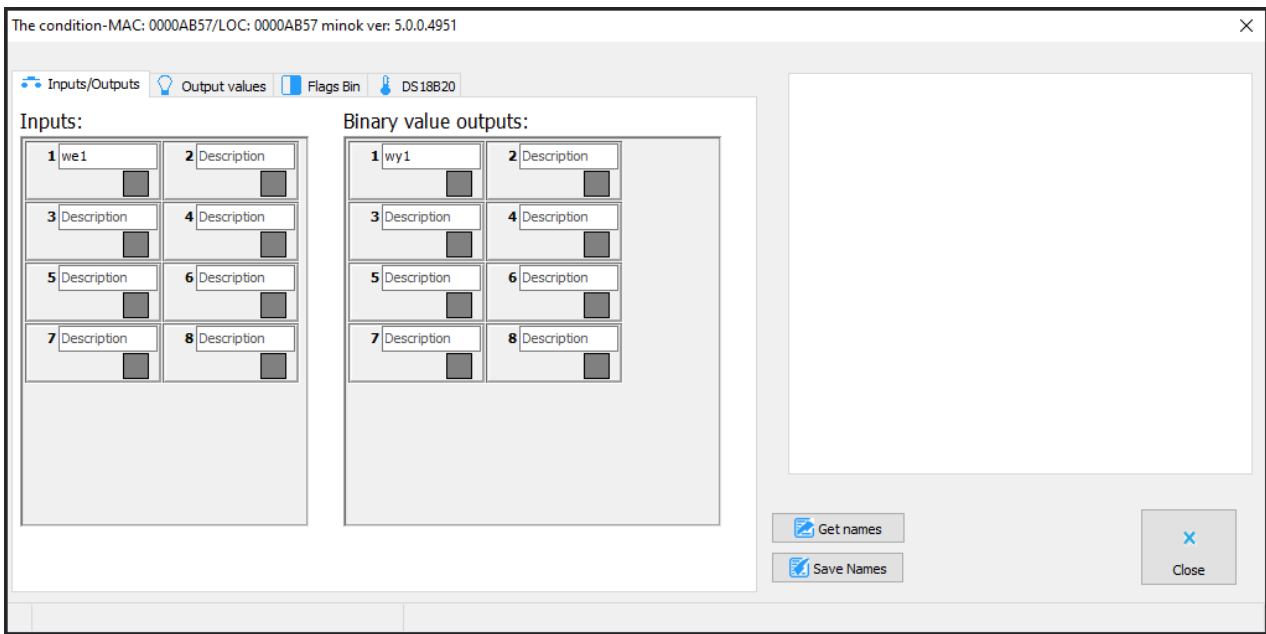 The condition-MAC: 0000AB57/LOC: 0000AB57 minok ver: 5.0.0.4951
Inputs/Outputs Output values Flags Bin DS18B20
Inputs: Binary value outputs:
1 we1 2 Description 1 wy1 2 Description
3 Description 4 Description 3 Description 4 Description
5 Description 6 Description 5 Description 6 Description
7 Description 8 Description 7 Description 8 Description
Get names
Save Names
Close